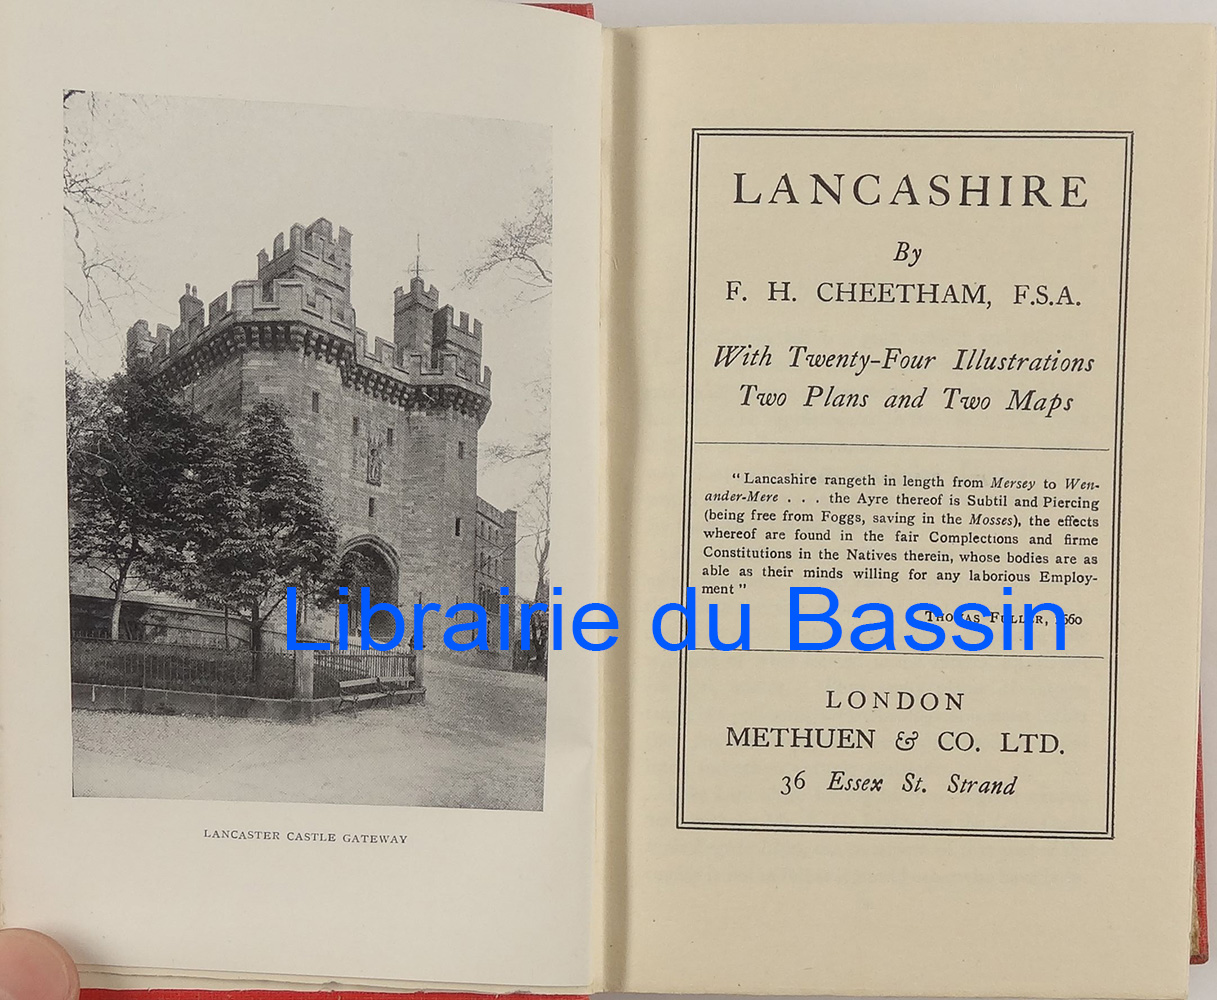 LANCASTER CASTLE GATEWAY
LANCASHIRE
By
F. H. CHEETHAM, F.S.A.
With Twenty-Four Illustrations
Two Plans and Two Maps
"Lancashire rangeth in length from Mersey to Wen-
ander-Mere . . . the Ayre thereof is Subtil and Piercing
(being free from Foggs, saving in the Mosses), the effects
whereof are found in the fair Complections and firme
Constitutions in the Natives therein, whose bodies are as
able as their minds willing for any laborious Employ-
ment"
THOMAS FULLER, 1660
Librairie du Bassin
LONDON
METHUEN & CO. LTD.
36 Essex St. Strand